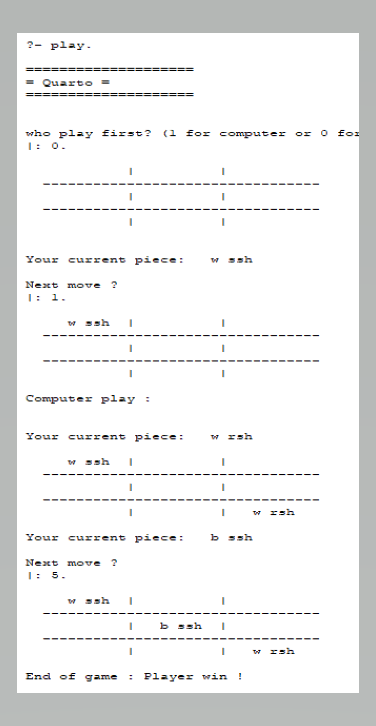 ?- play.
=====================
= Quarto =
=====================
who play first? (1 for computer or 0 for
|: 0.
| |
------------------------------
| |
------------------------------
| |
Your current piece: w ssh
Next move ?
|: 1.
w ssh | |
------------------------------
| |
------------------------------
| |
Computer play :
Your current piece: w rsh
w ssh | |
------------------------------
| |
------------------------------
| | w rsh
Your current piece: b ssh
Next move ?
|: 5.
w ssh | |
------------------------------
| b ssh |
------------------------------
| | w rsh
End of game : Player win !